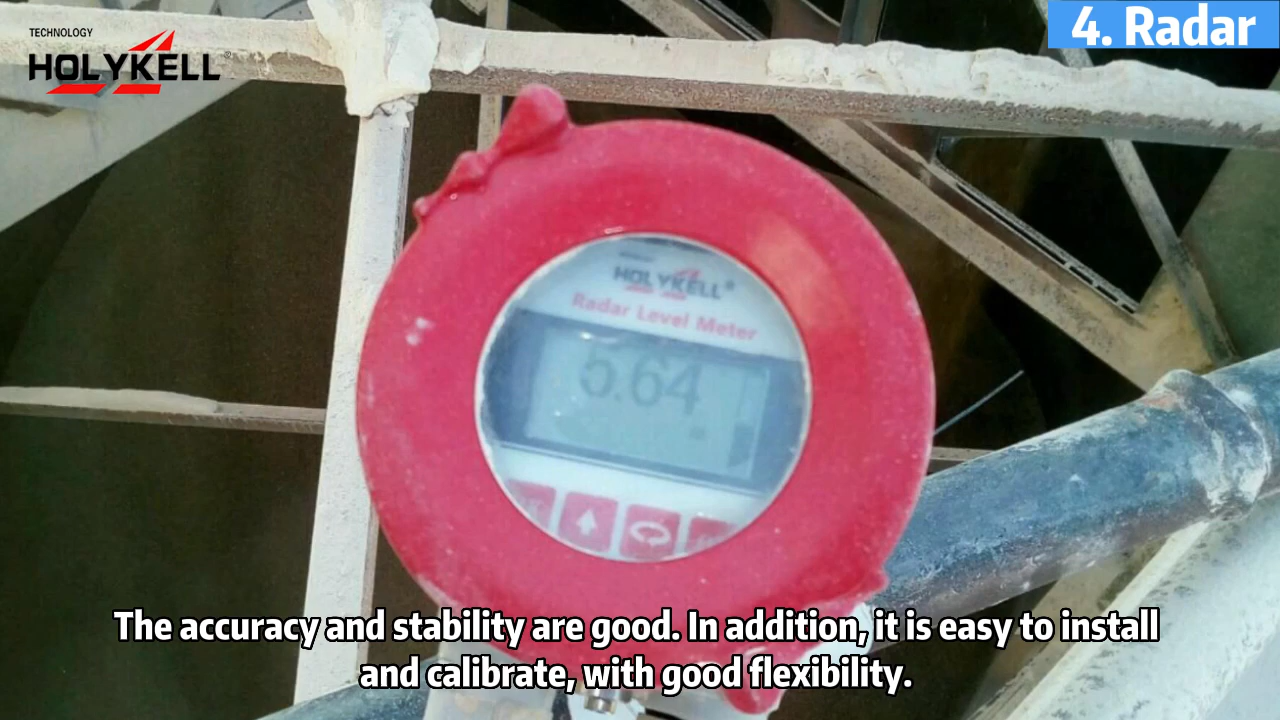 TECHNOLOGY
HOLYKELL®
4. Radar
HOLYKELL®
Radar Level Meter
5.64
The accuracy and stability are good. In addition, it is easy to install
and calibrate, with good flexibility.